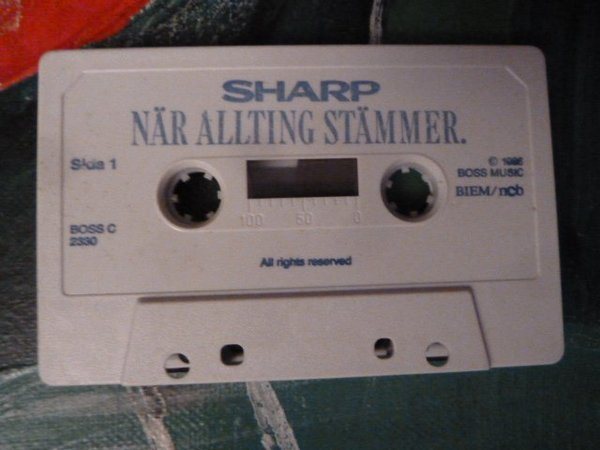 SHARP
NÄR ALLTING STÄMMER.
Sida 1
© 1986
BOSS MUSIC
BIEM/ncb
BOSS C
2330
100 50 0
All rights reserved